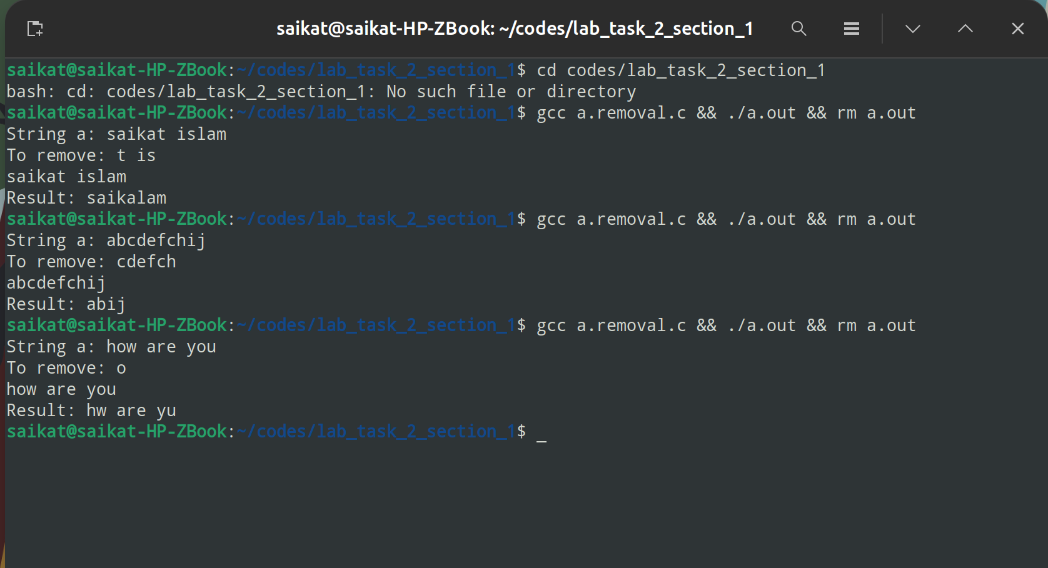 saikat@saikat-HP-ZBook: ~/codes/lab_task_2_section_1
saikat@saikat-HP-ZBook:~/codes/lab_task_2_section_1$ cd codes/lab_task_2_section_1
bash: cd: codes/lab_task_2_section_1: No such file or directory
saikat@saikat-HP-ZBook:~/codes/lab_task_2_section_1$ gcc a.removal.c && ./a.out && rm a.out
String a: saikat islam
To remove: t is
saikat islam
Result: saikalam
saikat@saikat-HP-ZBook:~/codes/lab_task_2_section_1$ gcc a.removal.c && ./a.out && rm a.out
String a: abcdefchij
To remove: cdefch
abcdefchij
Result: abij
saikat@saikat-HP-ZBook:~/codes/lab_task_2_section_1$ gcc a.removal.c && ./a.out && rm a.out
String a: how are you
To remove: o
how are you
Result: hw are yu
saikat@saikat-HP-ZBook:~/codes/lab_task_2_section_1$ _